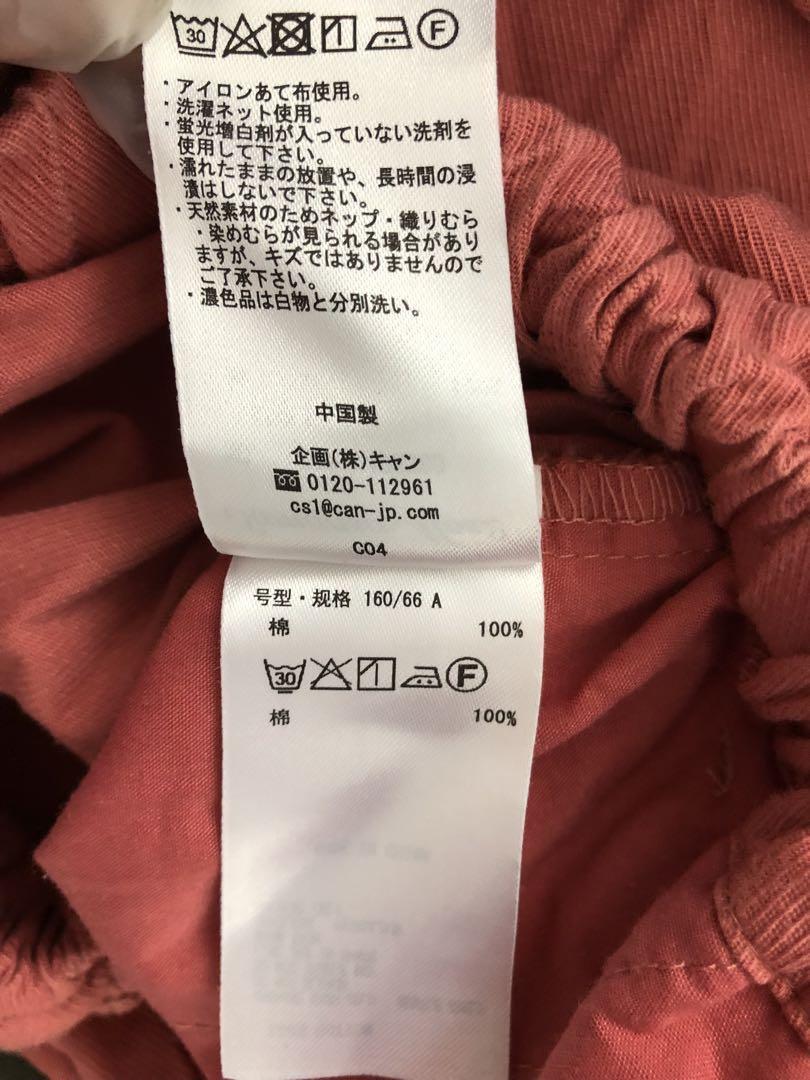 30
F
・アイロンあて布使用。
・洗濯ネット使用。
・蛍光増白剤が入っていない洗剤を
使用して下さい。
・濡れたままの放置や、長時間の浸
漬はしないで下さい。
・天然素材のためネップ・織りむら
・染めむらが見られる場合があり
ますが、キズではありませんので
ご了承下さい。
・濃色品は白物と分別洗い。
中国製
企画(株)キャン
0120-112961
cs1@can-jp.com
C04
号型・规格 160/66 A
棉 100%
30
F
棉 100%